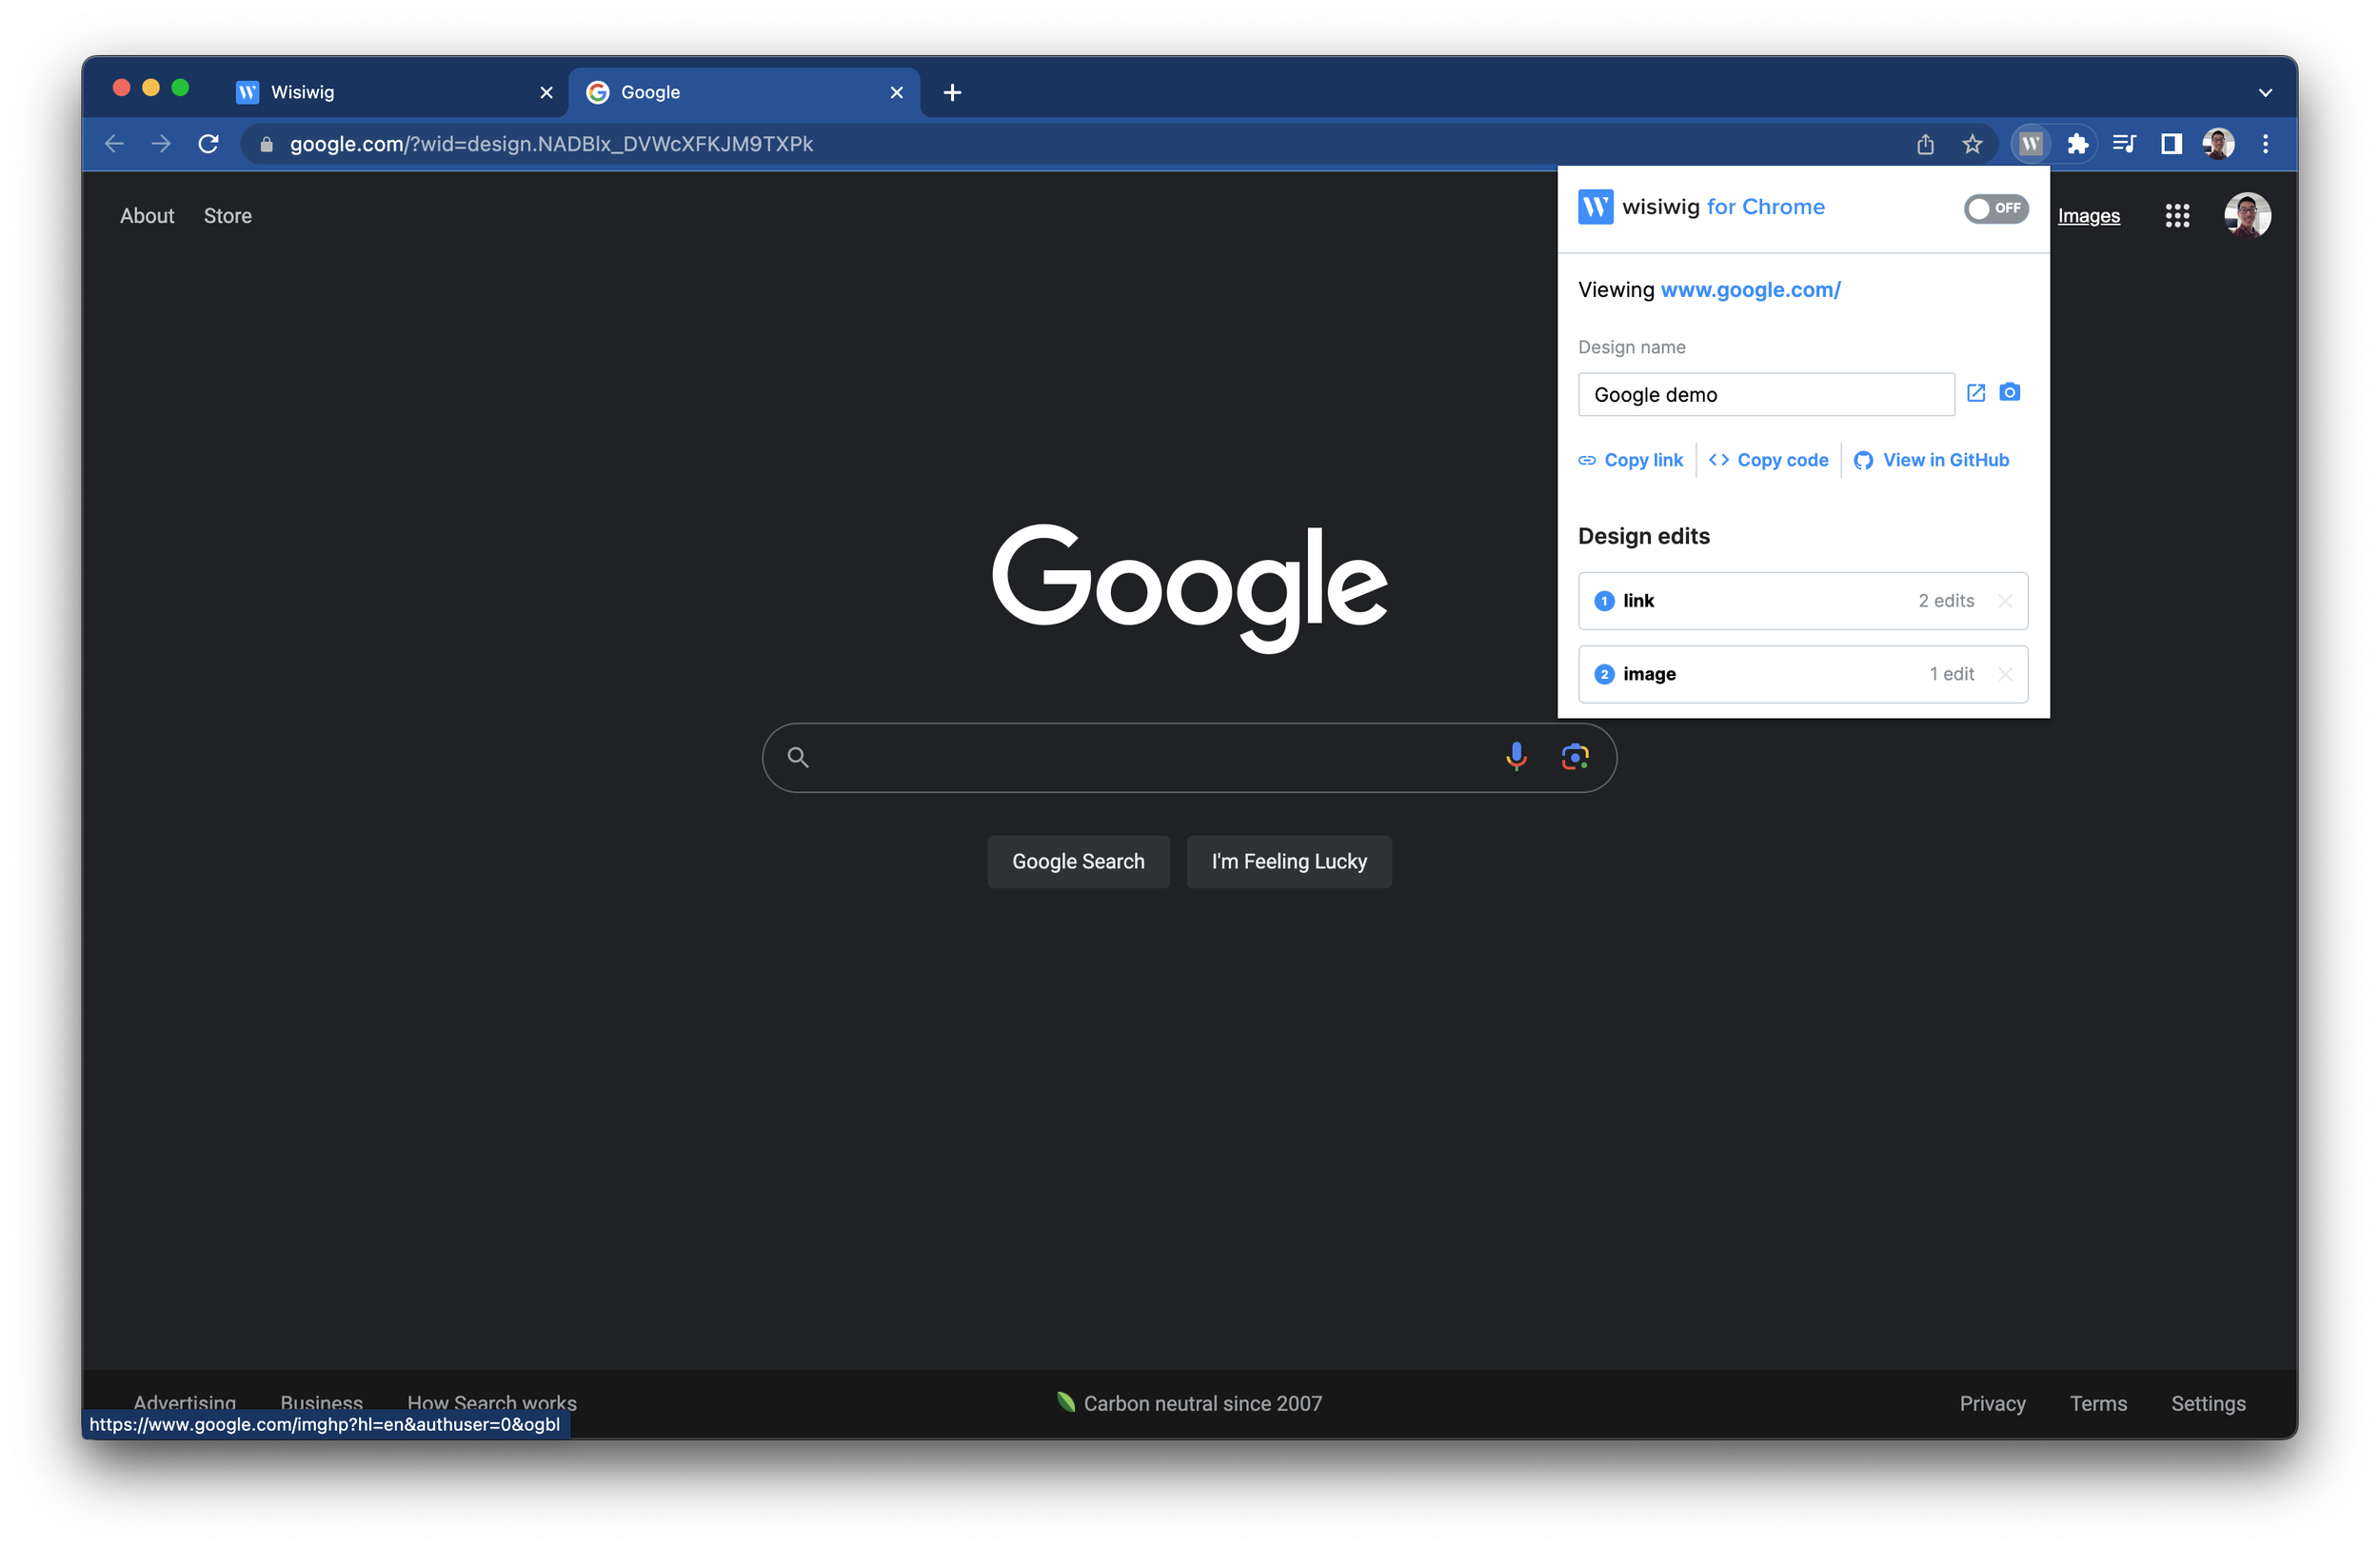 Wisiwig
Google
google.com/?wid=design.NADBlx_DVWcXFKJM9TXPk
About Store
Images
wisiwig for Chrome OFF
Viewing www.google.com/
Design name
Google demo
Copy link Copy code View in GitHub
Design edits
1 link 2 edits
2 image 1 edit
Google
Google Search I'm Feeling Lucky
Advertising Business How Search works Carbon neutral since 2007 Privacy Terms Settings
https://www.google.com/imghp?hl=en&authuser=0&ogbl